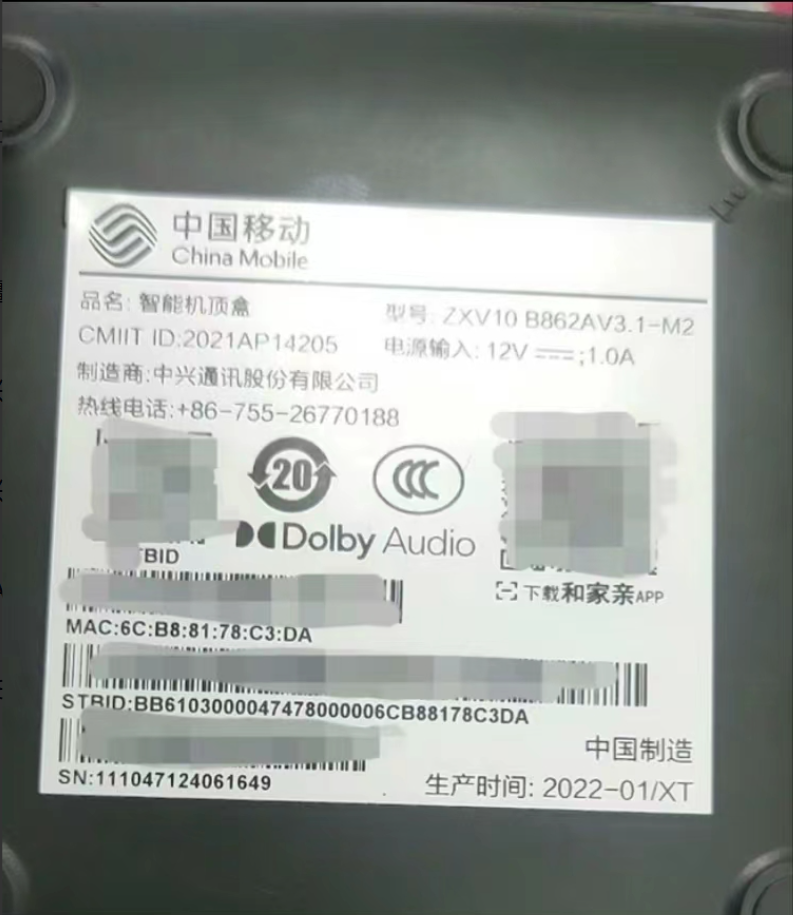 中国移动
China Mobile
品名: 智能机顶盒
型号: ZXV10 B862AV3.1-M2
CMIIT ID:2021AP14205
电源输入: 12V ⎓;1.0A
制造商:中兴通讯股份有限公司
热线电话:+86-755-26770188
20
CCC
Dolby Audio
TBID
下载和家亲APP
MAC:6C:B8:81:78:C3:DA
STBID:BB6103000047478000006CB88178C3DA
中国制造
SN:111047124061649
生产时间: 2022-01/XT